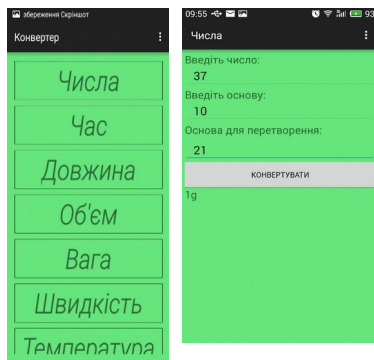 збереження Скріншот
Конвертер
Числа
Час
Довжина
Об'єм
Вага
Швидкість
Температура
09:55
93
Числа
Введіть число:
37
Введіть основу:
10
Основа для перетворення:
21
КОНВЕРТУВАТИ
1g